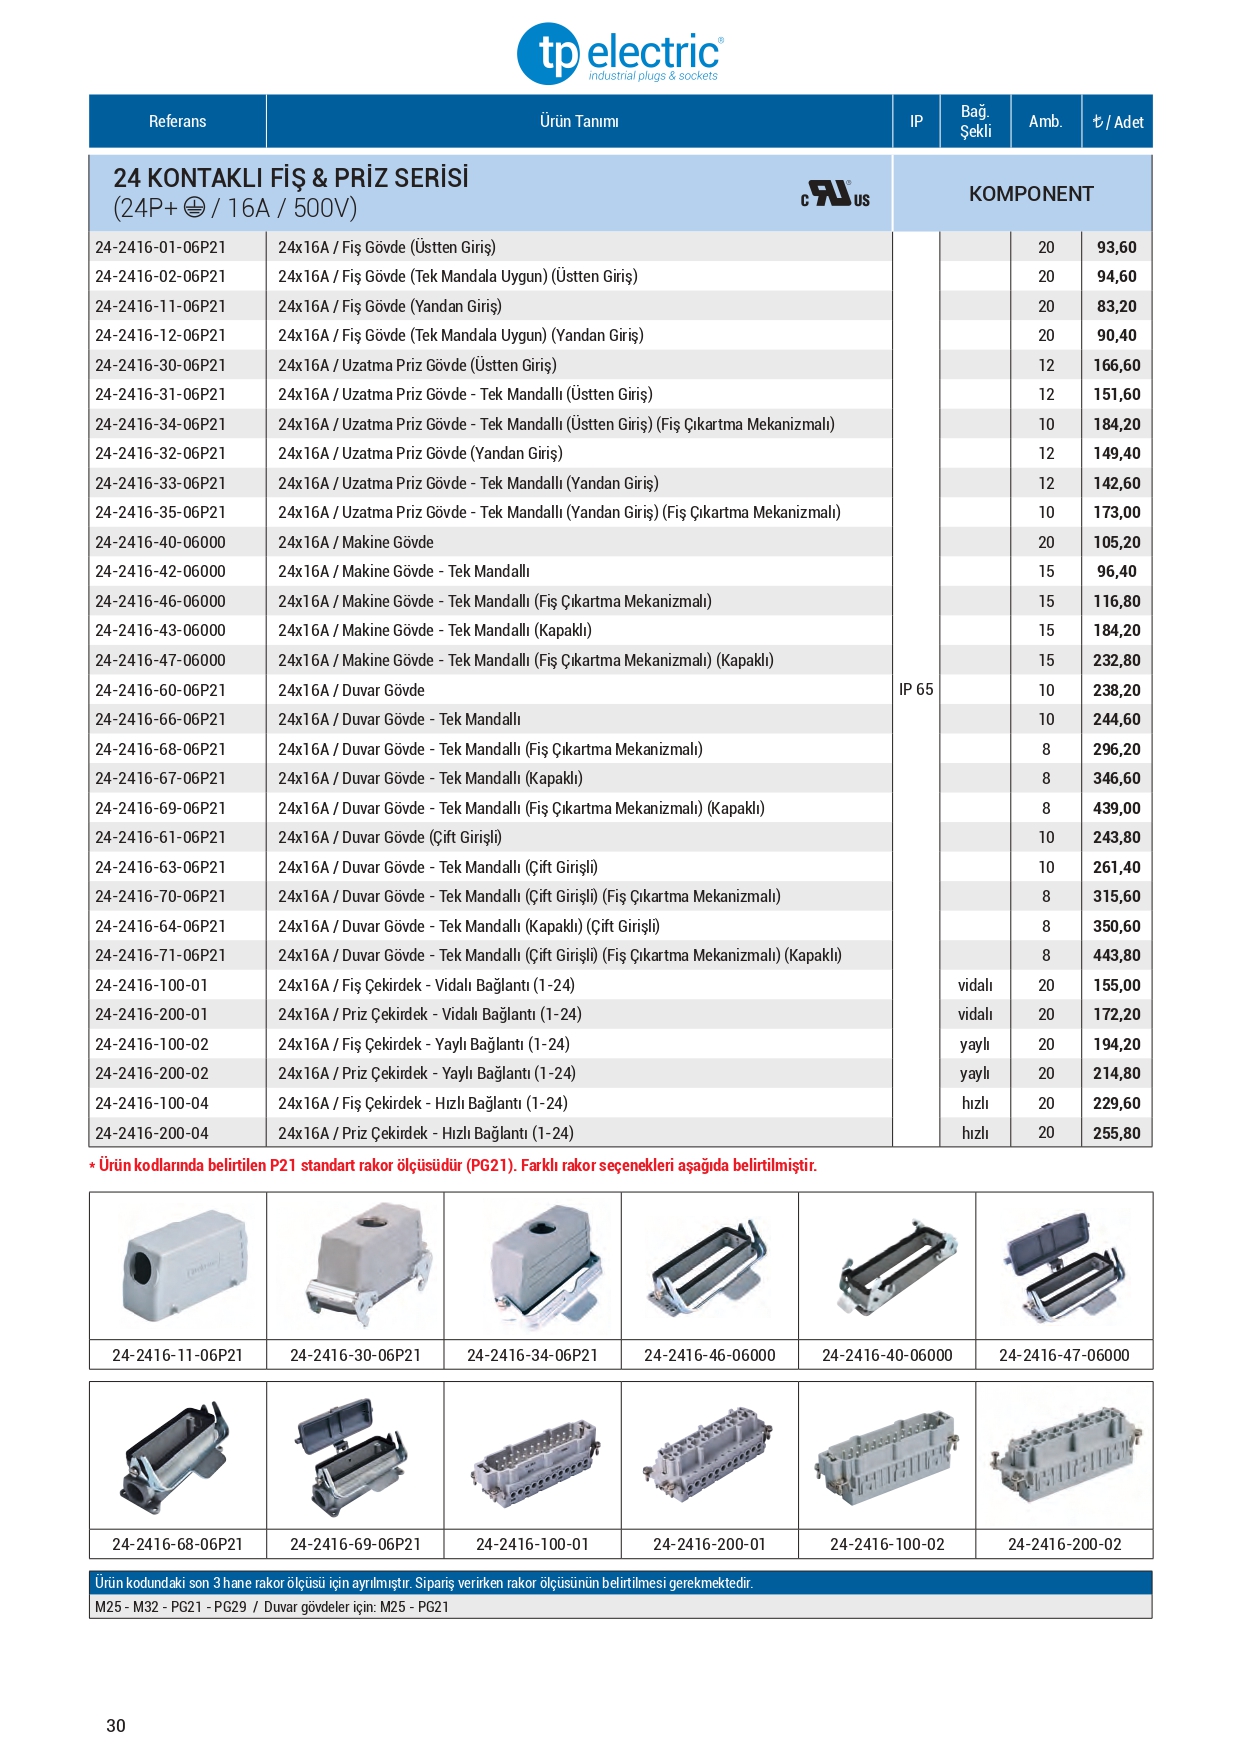 tp electric®
industrial plugs & sockets
Referans Ürün Tanımı IP Bağ. Şekli Amb. ₺ / Adet
24 KONTAKLI FİŞ & PRİZ SERİSİ
(24P+ / 16A / 500V)
c UR ® US
KOMPONENT
24-2416-01-06P21 24x16A / Fiş Gövde (Üstten Giriş) 20 93,60
24-2416-02-06P21 24x16A / Fiş Gövde (Tek Mandala Uygun) (Üstten Giriş) 20 94,60
24-2416-11-06P21 24x16A / Fiş Gövde (Yandan Giriş) 20 83,20
24-2416-12-06P21 24x16A / Fiş Gövde (Tek Mandala Uygun) (Yandan Giriş) 20 90,40
24-2416-30-06P21 24x16A / Uzatma Priz Gövde (Üstten Giriş) 12 166,60
24-2416-31-06P21 24x16A / Uzatma Priz Gövde - Tek Mandallı (Üstten Giriş) 12 151,60
24-2416-34-06P21 24x16A / Uzatma Priz Gövde - Tek Mandallı (Üstten Giriş) (Fiş Çıkartma Mekanizmalı) 10 184,20
24-2416-32-06P21 24x16A / Uzatma Priz Gövde (Yandan Giriş) 12 149,40
24-2416-33-06P21 24x16A / Uzatma Priz Gövde - Tek Mandallı (Yandan Giriş) 12 142,60
24-2416-35-06P21 24x16A / Uzatma Priz Gövde - Tek Mandallı (Yandan Giriş) (Fiş Çıkartma Mekanizmalı) 10 173,00
24-2416-40-06000 24x16A / Makine Gövde 20 105,20
24-2416-42-06000 24x16A / Makine Gövde - Tek Mandallı 15 96,40
24-2416-46-06000 24x16A / Makine Gövde - Tek Mandallı (Fiş Çıkartma Mekanizmalı) 15 116,80
24-2416-43-06000 24x16A / Makine Gövde - Tek Mandallı (Kapaklı) 15 184,20
24-2416-47-06000 24x16A / Makine Gövde - Tek Mandallı (Fiş Çıkartma Mekanizmalı) (Kapaklı) 15 232,80
24-2416-60-06P21 24x16A / Duvar Gövde IP 65 10 238,20
24-2416-66-06P21 24x16A / Duvar Gövde - Tek Mandallı 10 244,60
24-2416-68-06P21 24x16A / Duvar Gövde - Tek Mandallı (Fiş Çıkartma Mekanizmalı) 8 296,20
24-2416-67-06P21 24x16A / Duvar Gövde - Tek Mandallı (Kapaklı) 8 346,60
24-2416-69-06P21 24x16A / Duvar Gövde - Tek Mandallı (Fiş Çıkartma Mekanizmalı) (Kapaklı) 8 439,00
24-2416-61-06P21 24x16A / Duvar Gövde (Çift Girişli) 10 243,80
24-2416-63-06P21 24x16A / Duvar Gövde - Tek Mandallı (Çift Girişli) 10 261,40
24-2416-70-06P21 24x16A / Duvar Gövde - Tek Mandallı (Çift Girişli) (Fiş Çıkartma Mekanizmalı) 8 315,60
24-2416-64-06P21 24x16A / Duvar Gövde - Tek Mandallı (Kapaklı) (Çift Girişli) 8 350,60
24-2416-71-06P21 24x16A / Duvar Gövde - Tek Mandallı (Çift Girişli) (Fiş Çıkartma Mekanizmalı) (Kapaklı) 8 443,80
24-2416-100-01 24x16A / Fiş Çekirdek - Vidalı Bağlantı (1-24) vidalı 20 155,00
24-2416-200-01 24x16A / Priz Çekirdek - Vidalı Bağlantı (1-24) vidalı 20 172,20
24-2416-100-02 24x16A / Fiş Çekirdek - Yaylı Bağlantı (1-24) yaylı 20 194,20
24-2416-200-02 24x16A / Priz Çekirdek - Yaylı Bağlantı (1-24) yaylı 20 214,80
24-2416-100-04 24x16A / Fiş Çekirdek - Hızlı Bağlantı (1-24) hızlı 20 229,60
24-2416-200-04 24x16A / Priz Çekirdek - Hızlı Bağlantı (1-24) hızlı 20 255,80
* Ürün kodlarında belirtilen P21 standart rakor ölçüsüdür (PG21). Farklı rakor seçenekleri aşağıda belirtilmiştir.
24-2416-11-06P21 24-2416-30-06P21 24-2416-34-06P21 24-2416-46-06000 24-2416-40-06000 24-2416-47-06000
24-2416-68-06P21 24-2416-69-06P21 24-2416-100-01 24-2416-200-01 24-2416-100-02 24-2416-200-02
Ürün kodundaki son 3 hane rakor ölçüsü için ayrılmıştır. Sipariş verirken rakor ölçüsünün belirtilmesi gerekmektedir.
M25 - M32 - PG21 - PG29 / Duvar gövdeler için: M25 - PG21
30